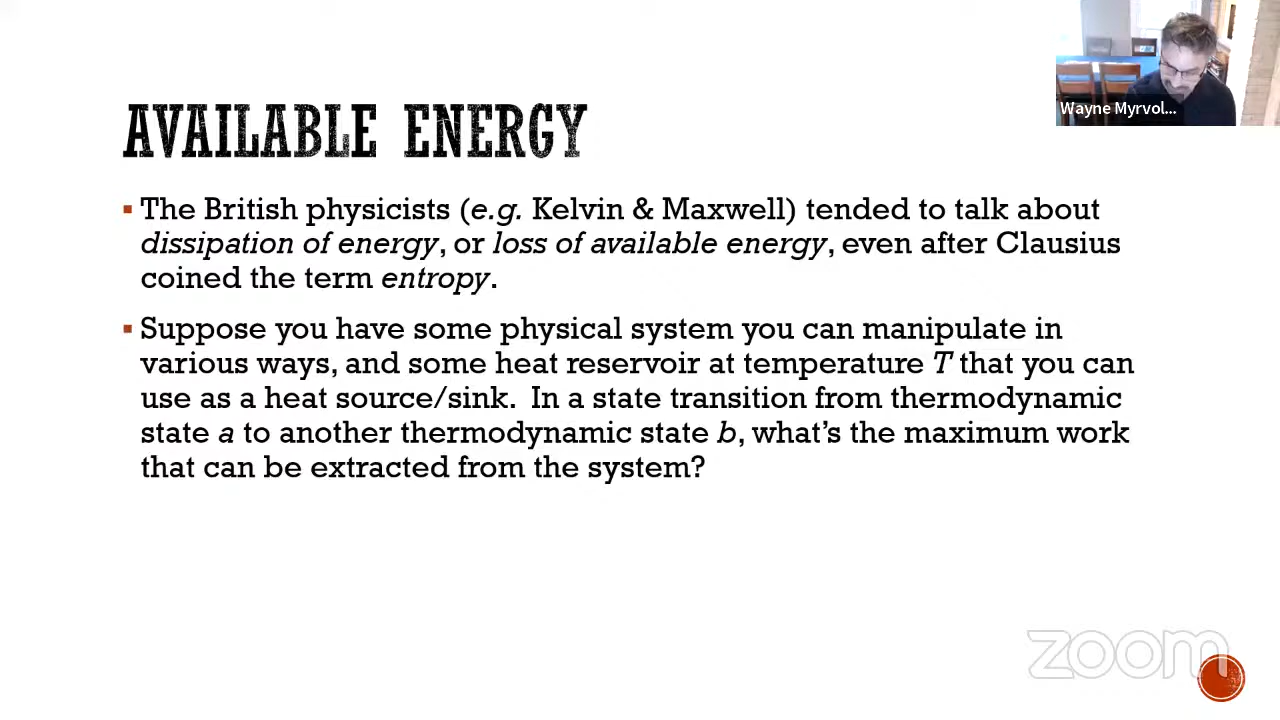 Wayne Myrvol...
AVAILABLE ENERGY
▪ The British physicists (e.g. Kelvin & Maxwell) tended to talk about
dissipation of energy, or loss of available energy, even after Clausius
coined the term entropy.
▪ Suppose you have some physical system you can manipulate in
various ways, and some heat reservoir at temperature T that you can
use as a heat source/sink.  In a state transition from thermodynamic
state a to another thermodynamic state b, what’s the maximum work
that can be extracted from the system?
zoom